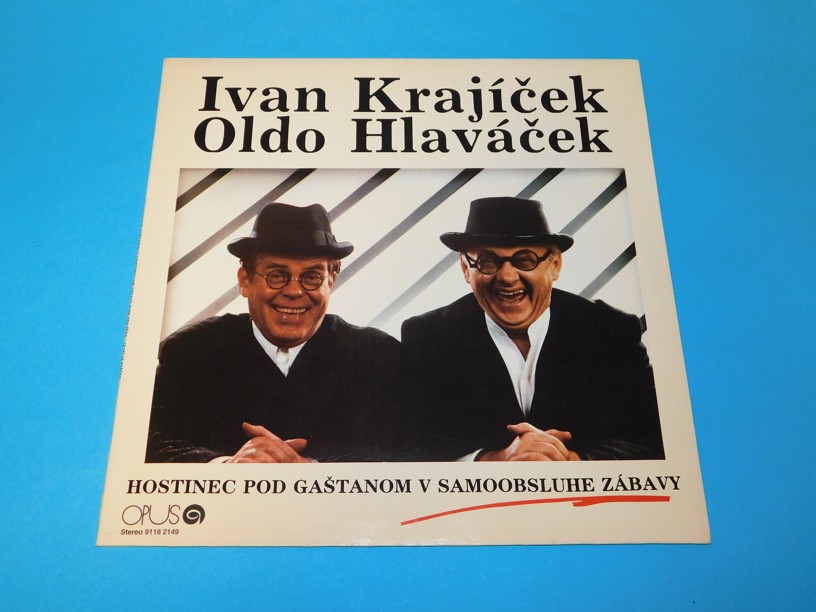 Ivan Krajíček
Oldo Hlaváček
HOSTINEC POD GAŠTANOM V SAMOOBSLUHE ZÁBAVY
OPUS
Stereo 9118 2149